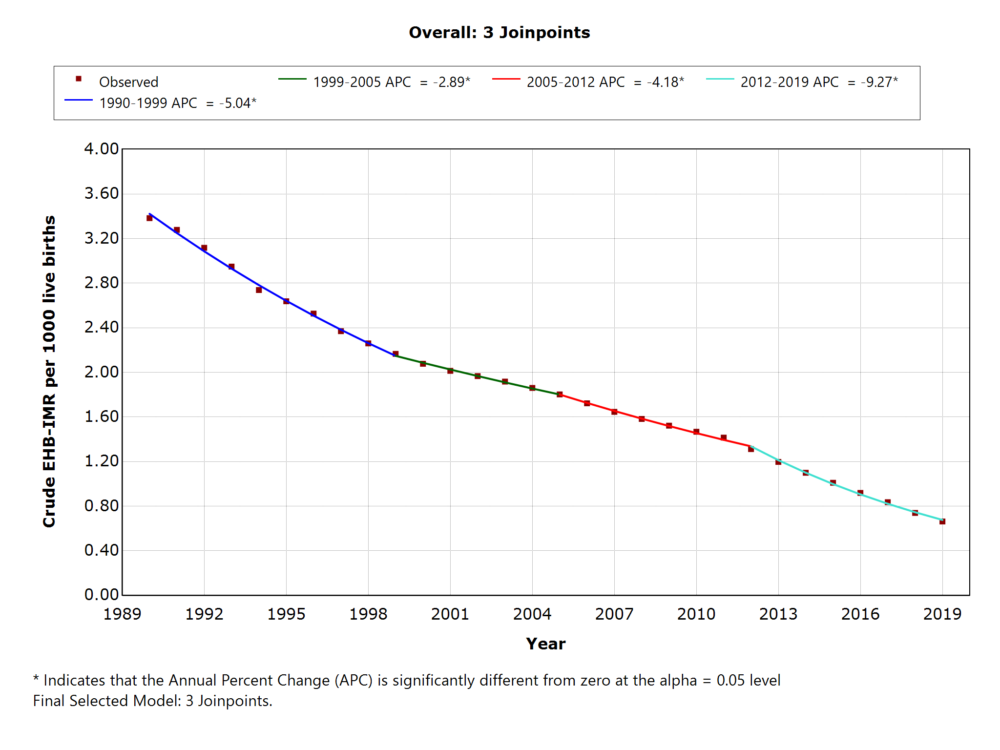 Overall: 3 Joinpoints
Observed
1999-2005 APC = -2.89*
2005-2012 APC = -4.18*
2012-2019 APC = -9.27*
1990-1999 APC = -5.04*
Crude EHB-IMR per 1000 live births
4.00
3.60
3.20
2.80
2.40
2.00
1.60
1.20
0.80
0.40
0.00
1989 1992 1995 1998 2001 2004 2007 2010 2013 2016 2019
Year
* Indicates that the Annual Percent Change (APC) is significantly different from zero at the alpha = 0.05 level
Final Selected Model: 3 Joinpoints.